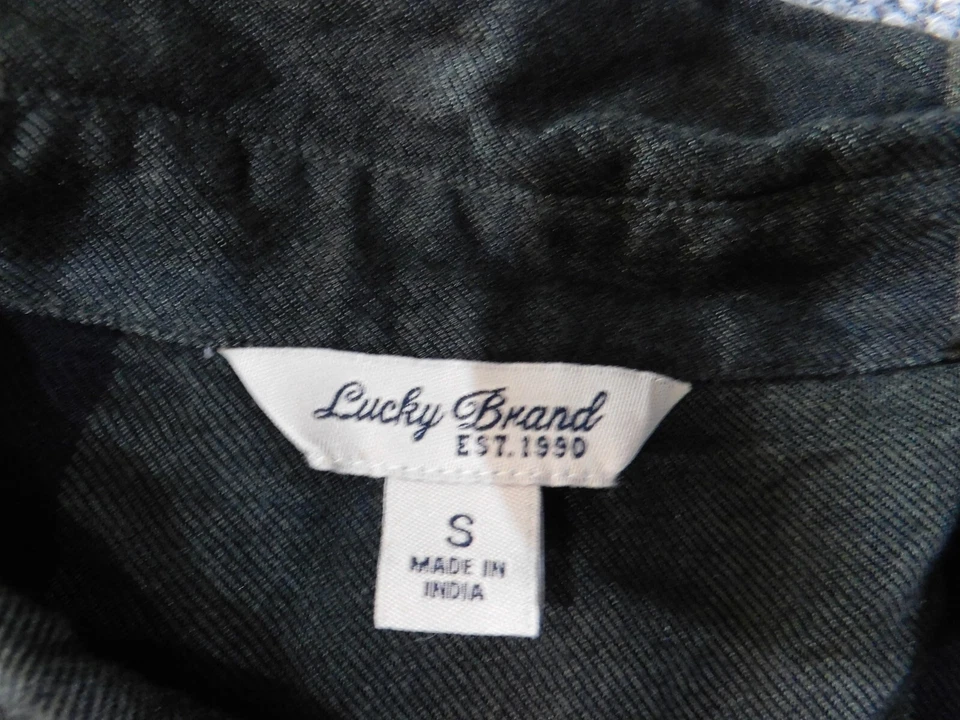 Lucky Brand
EST. 1990
S
MADE IN
INDIA